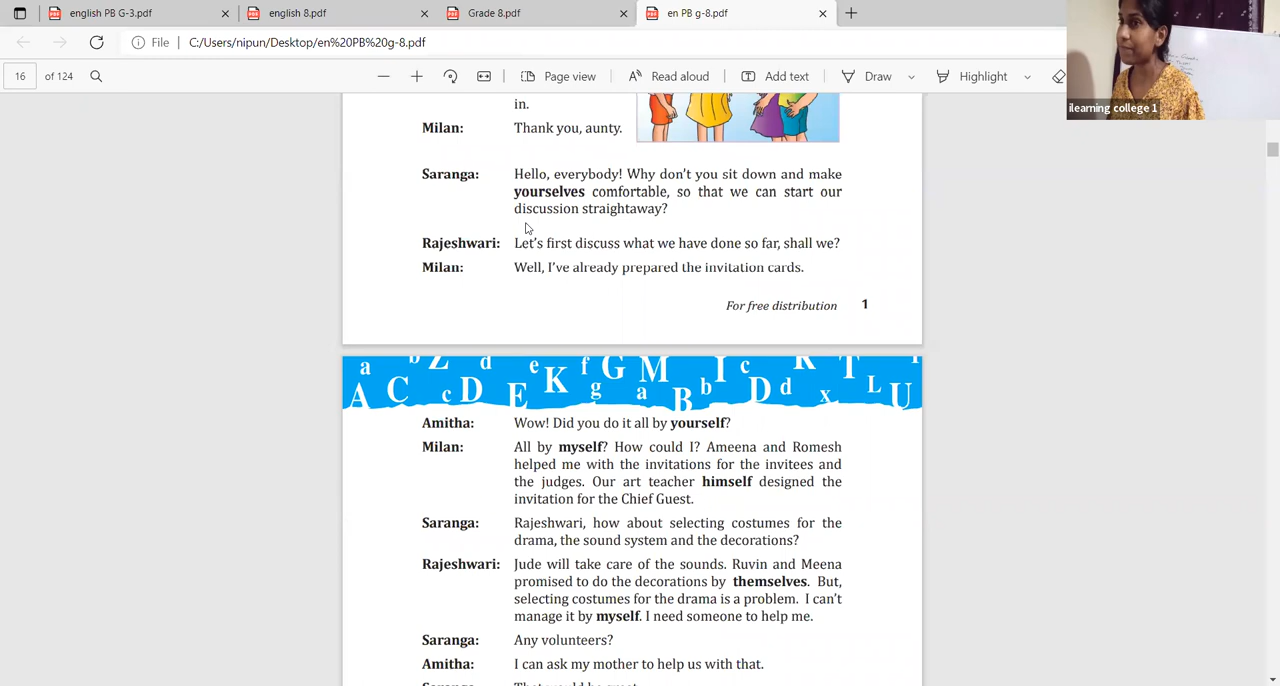 english PB G-3.pdf
english 8.pdf
Grade 8.pdf
en PB g-8.pdf
File
C:/Users/nipun/Desktop/en%20PB%20g-8.pdf
16 of 124
Page view
Read aloud
Add text
Draw
Highlight
ilearning college 1
in.
Milan: Thank you, aunty.
Saranga: Hello, everybody! Why don't you sit down and make
yourselves comfortable, so that we can start our
discussion straightaway?
Rajeshwari: Let's first discuss what we have done so far, shall we?
Milan: Well, I've already prepared the invitation cards.
For free distribution 1
a b Z d e K f g G M a B b I c D d K x T L U
A C c D E
Amitha: Wow! Did you do it all by yourself?
Milan: All by myself? How could I? Ameena and Romesh
helped me with the invitations for the invitees and
the judges. Our art teacher himself designed the
invitation for the Chief Guest.
Saranga: Rajeshwari, how about selecting costumes for the
drama, the sound system and the decorations?
Rajeshwari: Jude will take care of the sounds. Ruvin and Meena
promised to do the decorations by themselves. But,
selecting costumes for the drama is a problem. I can't
manage it by myself. I need someone to help me.
Saranga: Any volunteers?
Amitha: I can ask my mother to help us with that.
Saranga: That would be great.